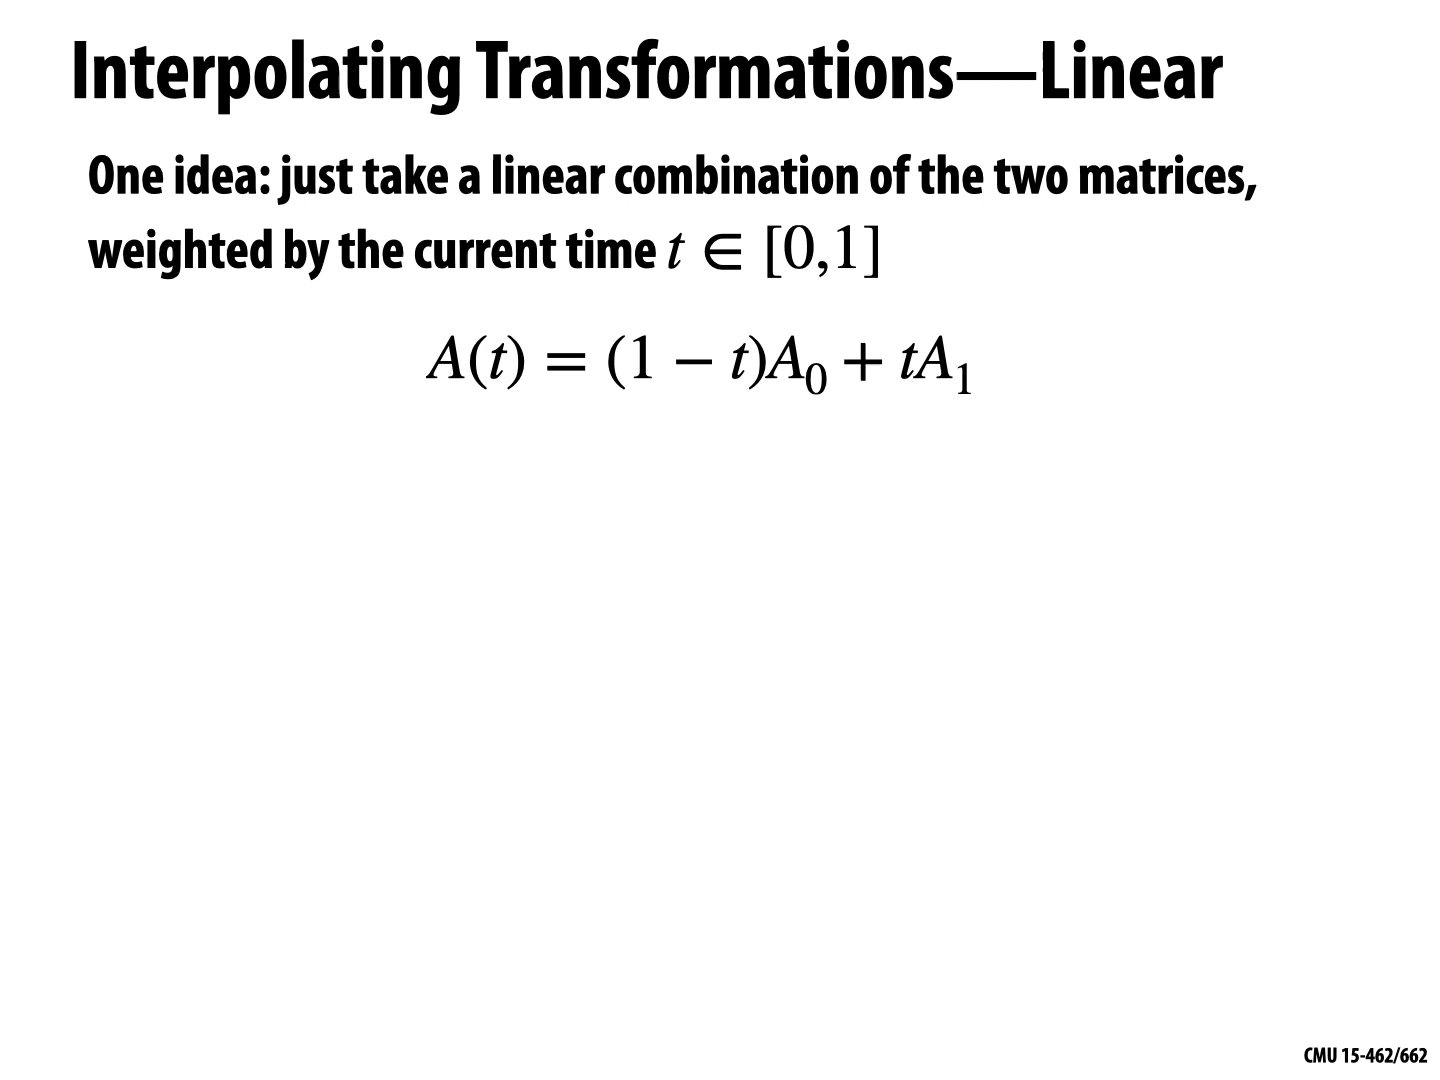 Interpolating Transformations—Linear
One idea: just take a linear combination of the two matrices,
weighted by the current time t ∈ [0,1]
A(t) = (1 − t)A₀ + tA₁
CMU 15-462/662